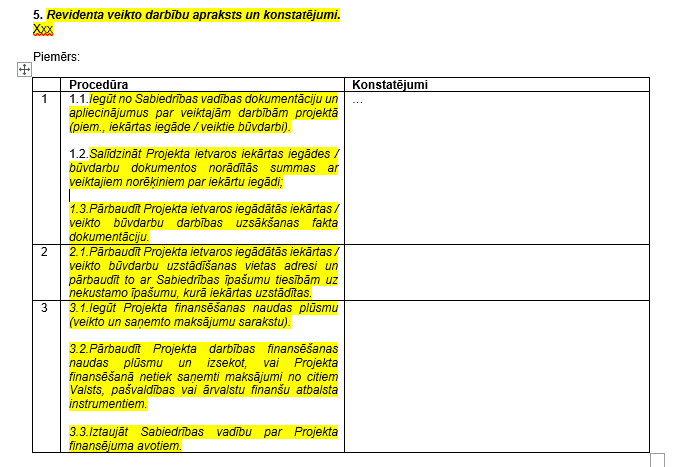 5. Revidenta veikto darbību apraksts un konstatējumi.
Xxx
Piemērs:
Procedūra
Konstatējumi
1
1.1.Iegūt no Sabiedrības vadības dokumentāciju un
apliecinājumus par veiktajām darbībām projektā
(piem., iekārtas iegāde / veiktie būvdarbi).
...
1.2.Salīdzināt Projekta ietvaros iekārtas iegādes /
būvdarbu dokumentos norādītās summas ar
veiktajiem norēķiniem par iekārtu iegādi;
1.3.Pārbaudīt Projekta ietvaros iegādātās iekārtas /
veikto būvdarbu darbības uzsākšanas fakta
dokumentāciju.
2
2.1.Pārbaudīt Projekta ietvaros iegādātās iekārtas /
veikto būvdarbu uzstādīšanas vietas adresi un
pārbaudīt to ar Sabiedrības īpašumu tiesībām uz
nekustamo īpašumu, kurā iekārtas uzstādītas.
3
3.1.Iegūt Projekta finansēšanas naudas plūsmu
(veikto un saņemto maksājumu sarakstu).
3.2.Pārbaudīt Projekta darbības finansēšanas
naudas plūsmu un izsekot, vai Projekta
finansēšanā netiek saņemti maksājumi no citiem
Valsts, pašvaldības vai ārvalstu finanšu atbalsta
instrumentiem.
3.3.Iztaujāt Sabiedrības vadību par Projekta
finansējuma avotiem.